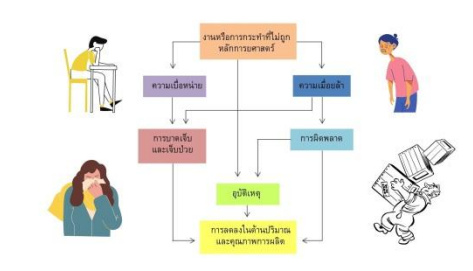 งานหรือการกระทำที่ไม่ถูก
หลักการยศาสตร์
ความเบื่อหน่าย
ความเมื่อยล้า
การบาดเจ็บ
และเจ็บป่วย
การผิดพลาด
อุบัติเหตุ
การลดลงในด้านปริมาณ
และคุณภาพการผลิต